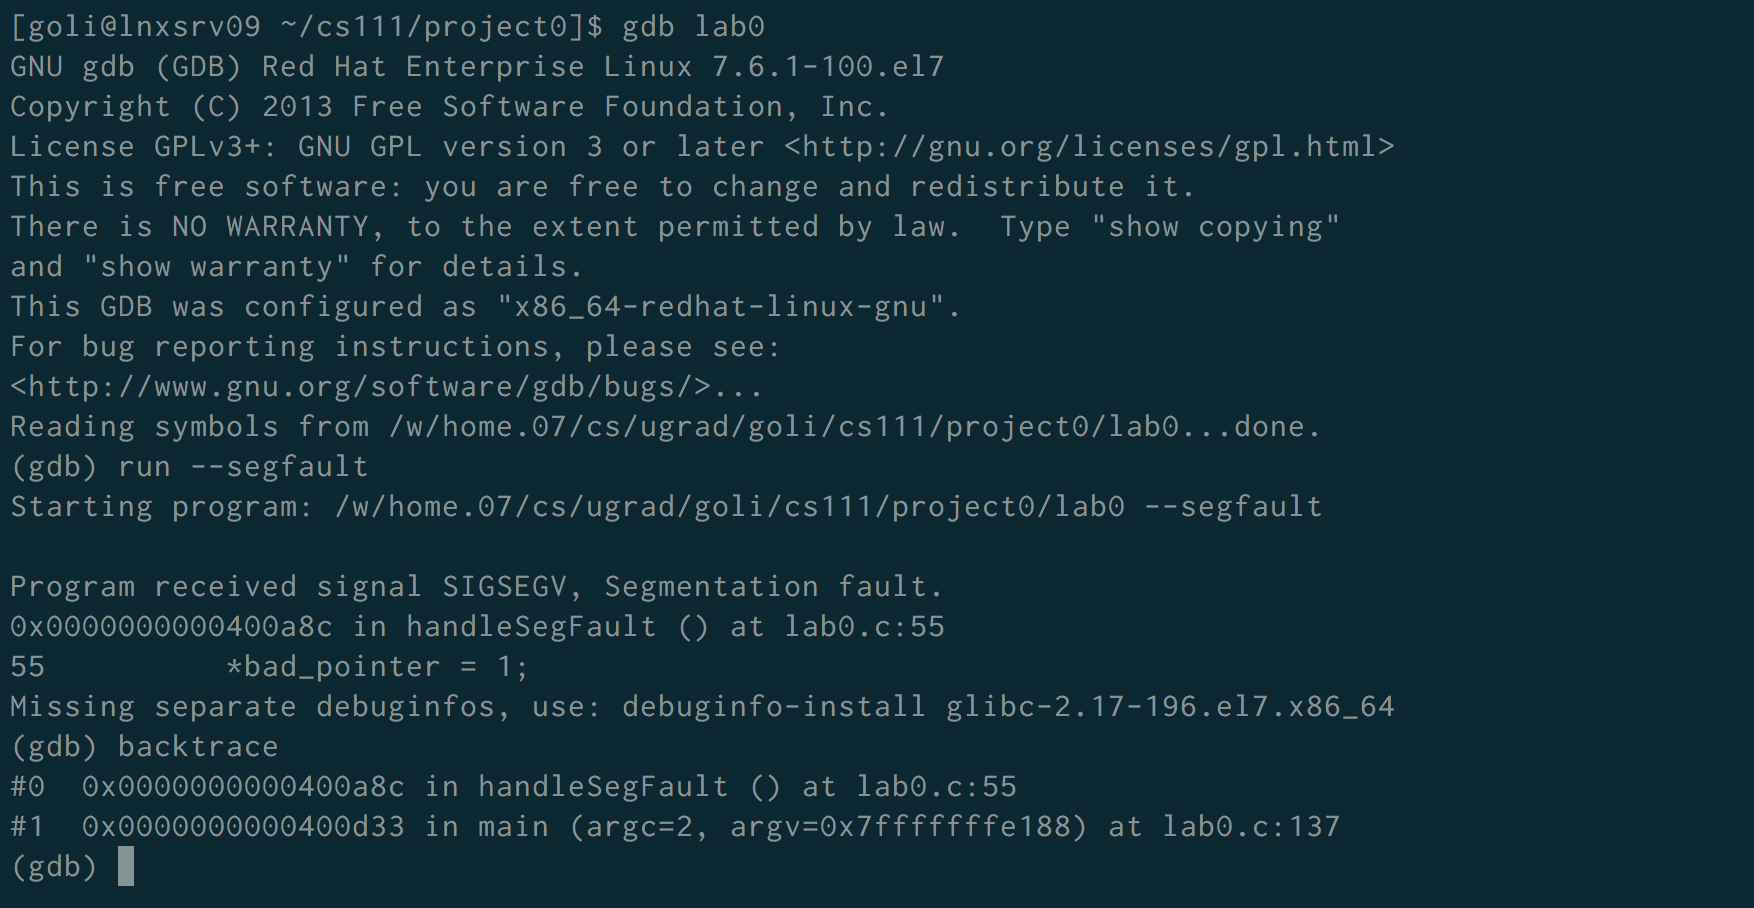 [goli@lnxsrv09 ~/cs111/project0]$ gdb lab0
GNU gdb (GDB) Red Hat Enterprise Linux 7.6.1-100.el7
Copyright (C) 2013 Free Software Foundation, Inc.
License GPLv3+: GNU GPL version 3 or later <http://gnu.org/licenses/gpl.html>
This is free software: you are free to change and redistribute it.
There is NO WARRANTY, to the extent permitted by law.  Type "show copying"
and "show warranty" for details.
This GDB was configured as "x86_64-redhat-linux-gnu".
For bug reporting instructions, please see:
<http://www.gnu.org/software/gdb/bugs/>...
Reading symbols from /w/home.07/cs/ugrad/goli/cs111/project0/lab0...done.
(gdb) run --segfault
Starting program: /w/home.07/cs/ugrad/goli/cs111/project0/lab0 --segfault
Program received signal SIGSEGV, Segmentation fault.
0x0000000000400a8c in handleSegFault () at lab0.c:55
55          *bad_pointer = 1;
Missing separate debuginfos, use: debuginfo-install glibc-2.17-196.el7.x86_64
(gdb) backtrace
#0  0x0000000000400a8c in handleSegFault () at lab0.c:55
#1  0x0000000000400d33 in main (argc=2, argv=0x7fffffffe188) at lab0.c:137
(gdb)